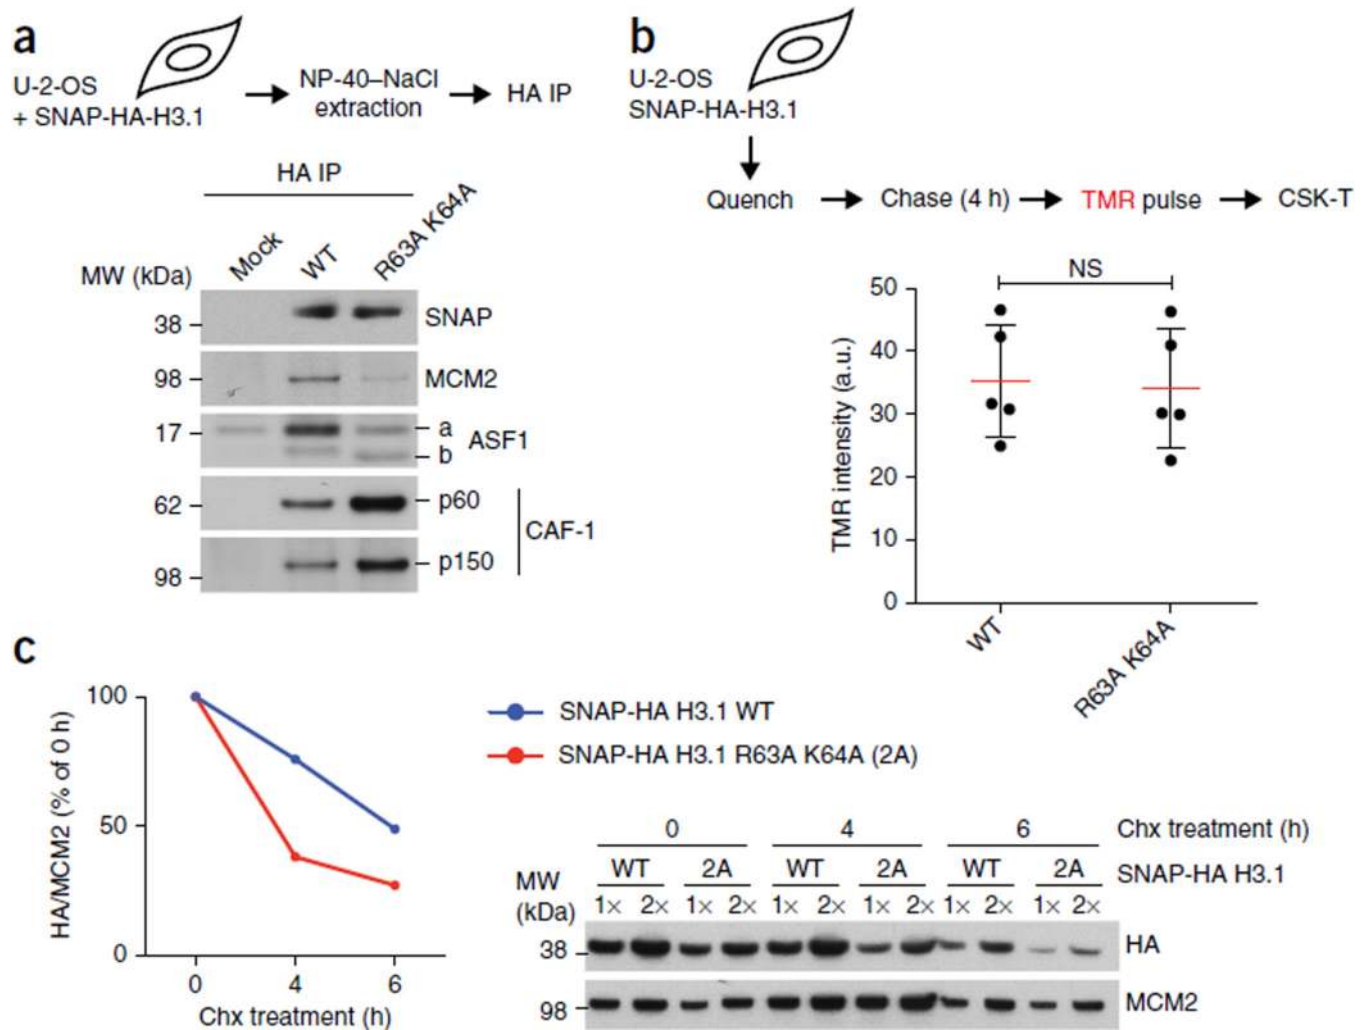 a
U-2-OS
+ SNAP-HA-H3.1
NP-40–NaCl
extraction
HA IP
HA IP
Mock
WT
R63A K64A
MW (kDa)
38
SNAP
98
MCM2
17
a
b
ASF1
62
p60
98
p150
CAF-1
b
U-2-OS
SNAP-HA-H3.1
Quench
Chase (4 h)
TMR pulse
CSK-T
NS
TMR intensity (a.u.)
50
40
30
20
10
0
WT
R63A K64A
c
HA/MCM2 (% of 0 h)
100
50
0
0 4 6
Chx treatment (h)
SNAP-HA H3.1 WT
SNAP-HA H3.1 R63A K64A (2A)
0 4 6 Chx treatment (h)
WT 2A WT 2A WT 2A SNAP-HA H3.1
MW
(kDa)
1× 2× 1× 2× 1× 2× 1× 2× 1× 2× 1× 2×
38 HA
98 MCM2